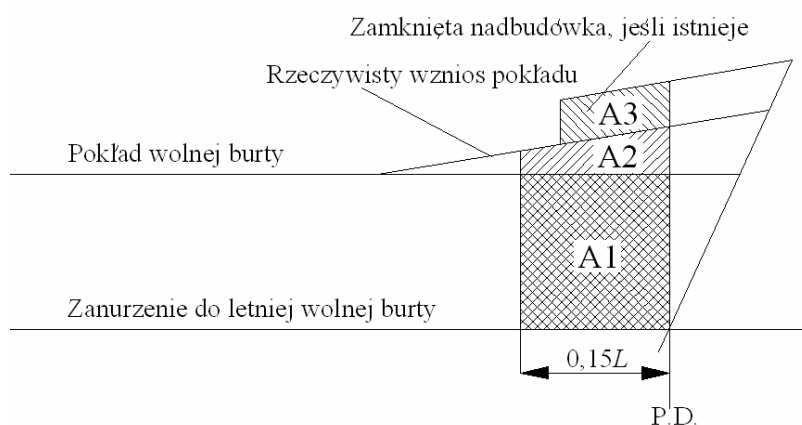 Zamknięta nadbudówka, jeśli istnieje
Rzeczywisty wznios pokładu
A3
Pokład wolnej burty
A2
A1
Zanurzenie do letniej wolnej burty
0,15L
P.D.